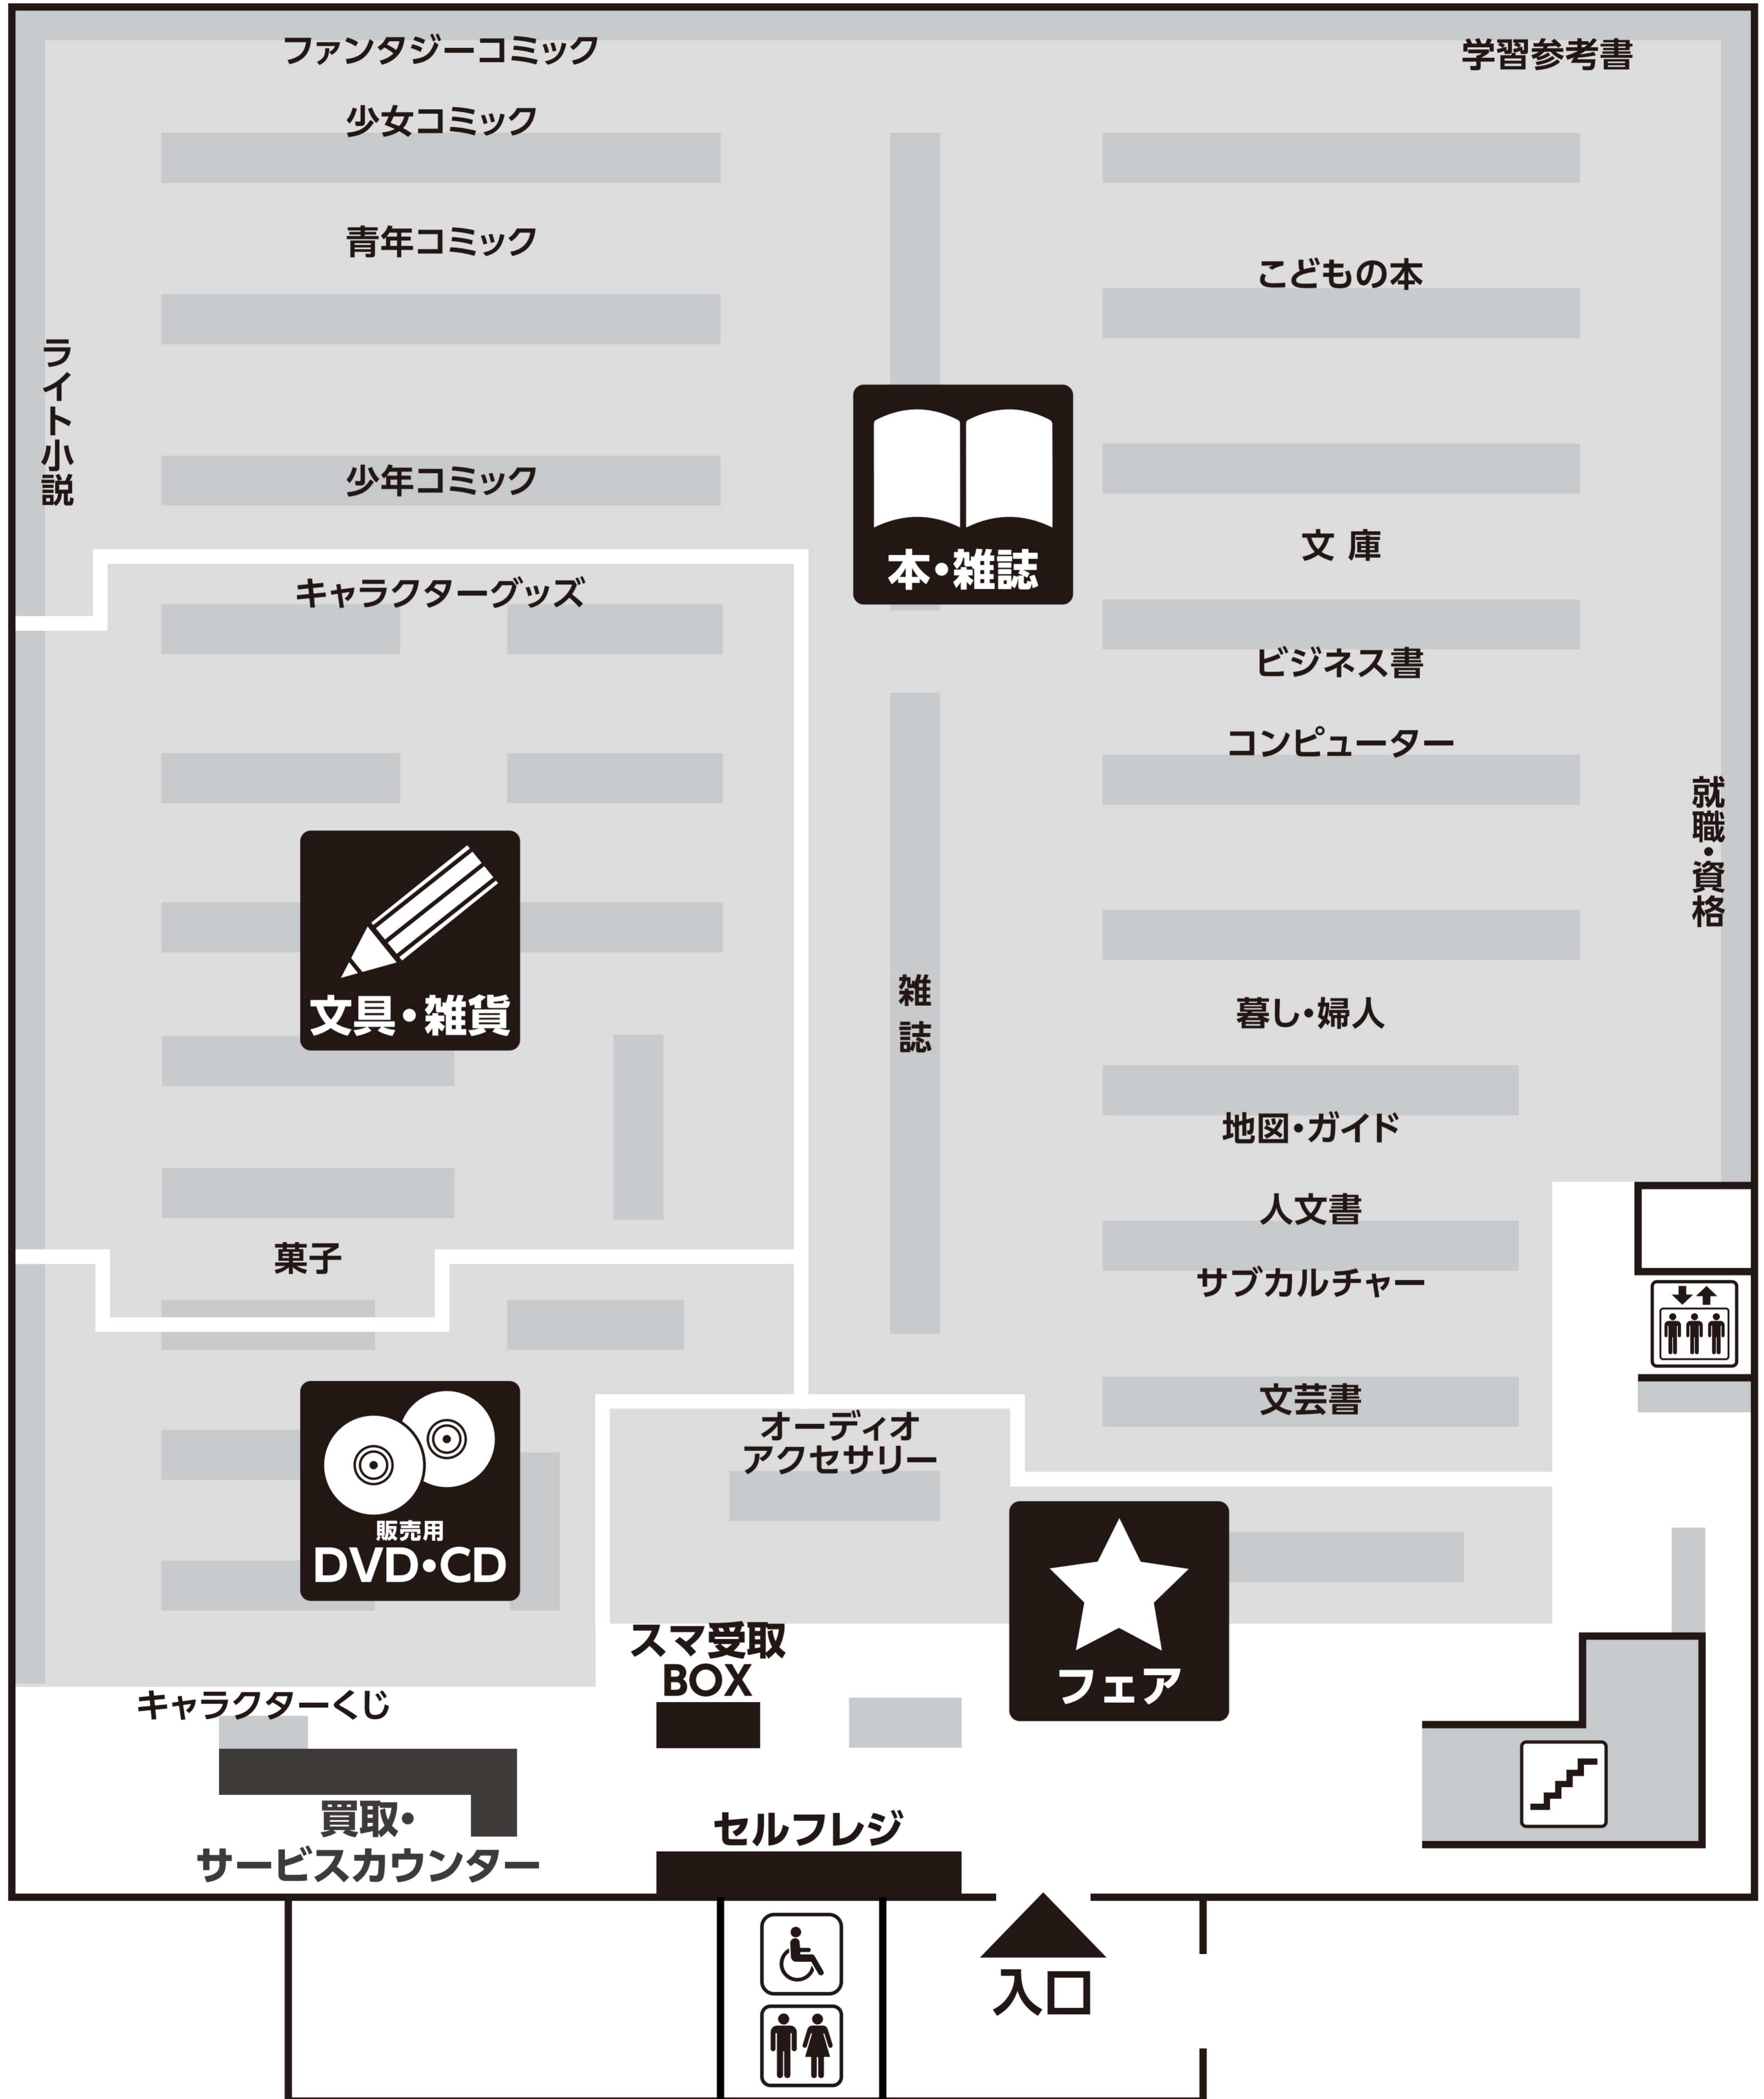 ファンタジーコミック
学習参考書
少女コミック
青年コミック
こどもの本
ライト小説
少年コミック
本・雑誌
文 庫
キャラクターグッズ
ビジネス書
コンピューター
就職・資格
文具・雑貨
雑 誌
暮し・婦人
地図・ガイド
人文書
菓子
サブカルチャー
文芸書
オーディオ
アクセサリー
販売用
DVD・CD
スマ受取
BOX
フェア
キャラクターくじ
買取・
サービスカウンター
セルフレジ
入口